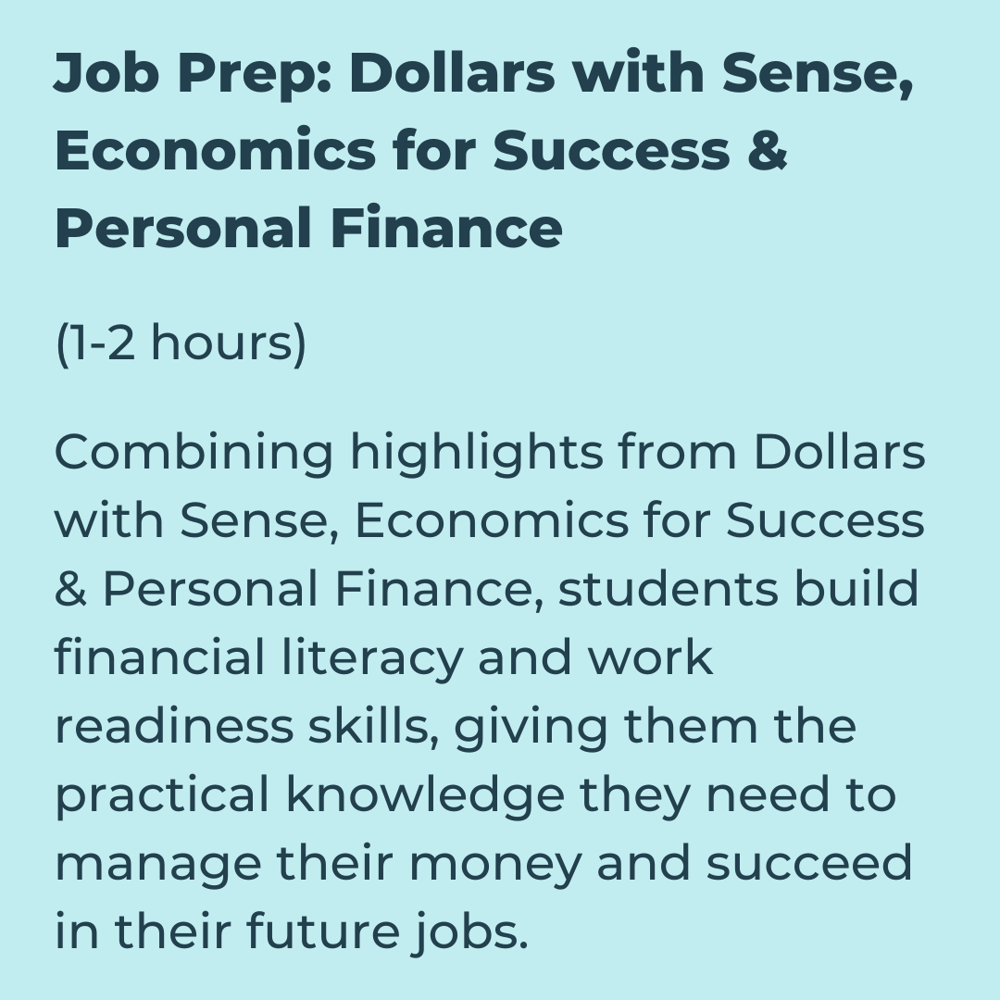 Job Prep: Dollars with Sense,
Economics for Success &
Personal Finance
(1-2 hours)
Combining highlights from Dollars
with Sense, Economics for Success
& Personal Finance, students build
financial literacy and work
readiness skills, giving them the
practical knowledge they need to
manage their money and succeed
in their future jobs.